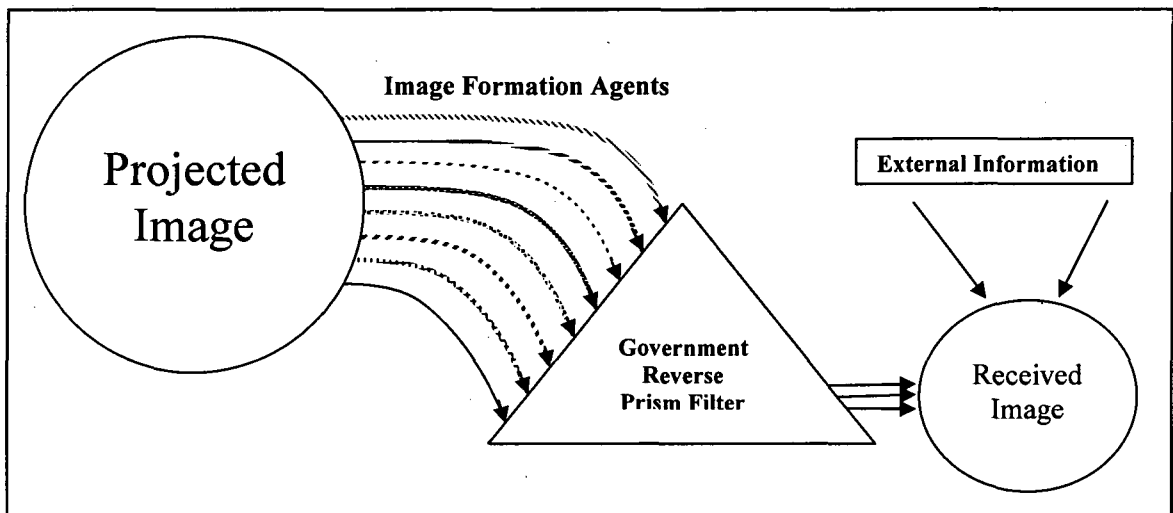 Image Formation Agents
Projected
Image
External Information
Government
Reverse
Prism Filter
Received
Image